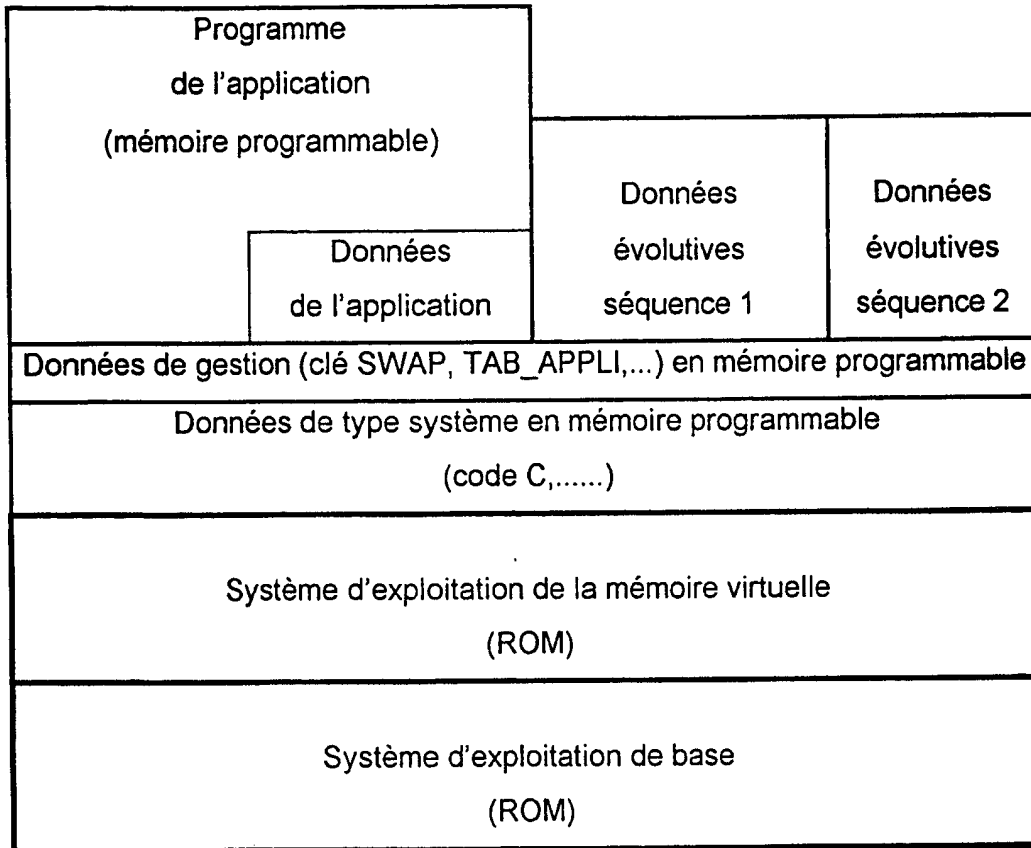 Programme
de l'application
(mémoire programmable)
Données
de l'application
Données
évolutives
séquence 1
Données
évolutives
séquence 2
Données de gestion (clé SWAP, TAB_APPLI,...) en mémoire programmable
Données de type système en mémoire programmable
(code C,......)
Système d'exploitation de la mémoire virtuelle
(ROM)
Système d'exploitation de base
(ROM)